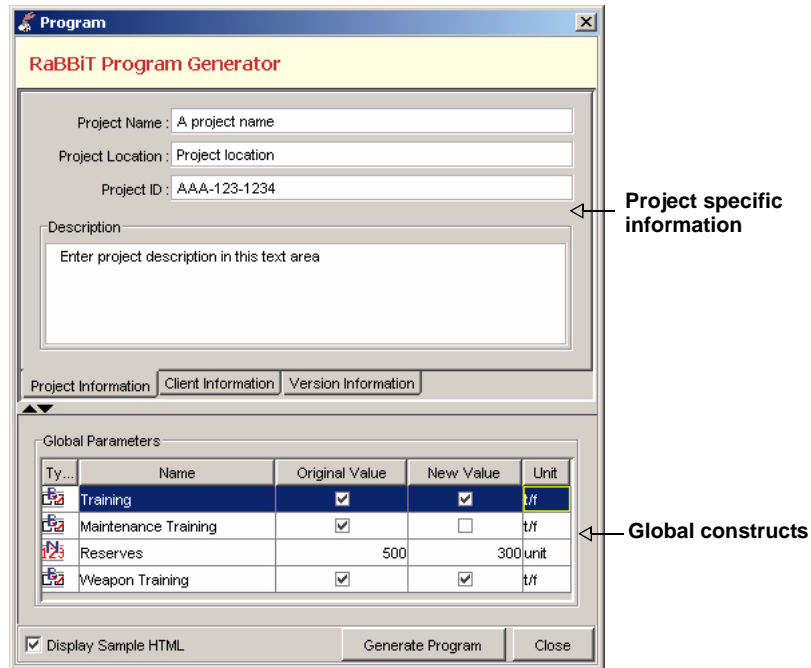 Program
RaBBiT Program Generator
Project Name : A project name
Project Location : Project location
Project ID : AAA-123-1234
Project specific
information
Description
Enter project description in this text area
Project Information Client Information Version Information
Global Parameters
Ty... Name Original Value New Value Unit
Training t/f
Maintenance Training t/f
Reserves 500 300 unit
Weapon Training t/f
Global constructs
Display Sample HTML Generate Program Close